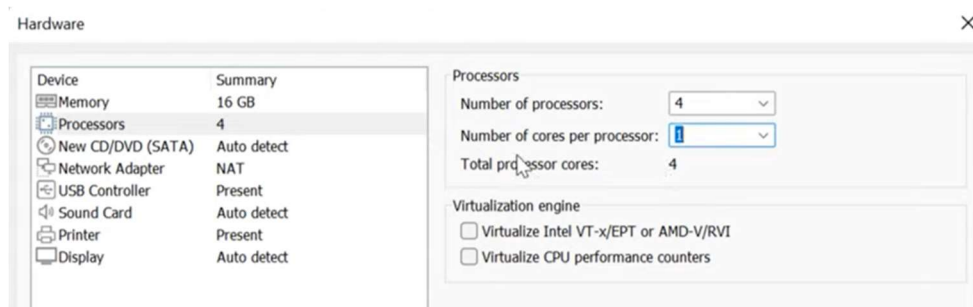 Hardware
Device Summary
Memory 16 GB
Processors 4
New CD/DVD (SATA) Auto detect
Network Adapter NAT
USB Controller Present
Sound Card Auto detect
Printer Present
Display Auto detect
Processors
Number of processors: 4
Number of cores per processor: 1
Total processor cores: 4
Virtualization engine
Virtualize Intel VT-x/EPT or AMD-V/RVI
Virtualize CPU performance counters